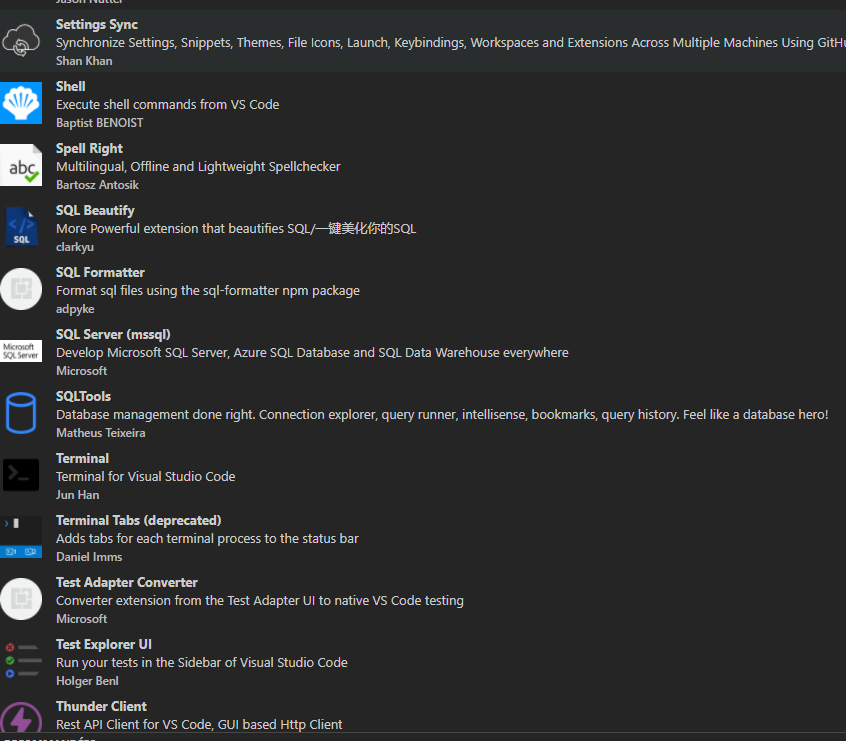 Jason Nutter
Settings Sync
Synchronize Settings, Snippets, Themes, File Icons, Launch, Keybindings, Workspaces and Extensions Across Multiple Machines Using GitHu
Shan Khan
Shell
Execute shell commands from VS Code
Baptist BENOIST
abc
Spell Right
Multilingual, Offline and Lightweight Spellchecker
Bartosz Antosik
SQL
SQL Beautify
More Powerful extension that beautifies SQL/一键美化你的SQL
clarkyu
SQL Formatter
Format sql files using the sql-formatter npm package
adpyke
Microsoft
SQL Server
SQL Server (mssql)
Develop Microsoft SQL Server, Azure SQL Database and SQL Data Warehouse everywhere
Microsoft
SQLTools
Database management done right. Connection explorer, query runner, intellisense, bookmarks, query history. Feel like a database hero!
Matheus Teixeira
Terminal
Terminal for Visual Studio Code
Jun Han
Terminal Tabs (deprecated)
Adds tabs for each terminal process to the status bar
Daniel Imms
Test Adapter Converter
Converter extension from the Test Adapter UI to native VS Code testing
Microsoft
Test Explorer UI
Run your tests in the Sidebar of Visual Studio Code
Holger Benl
Thunder Client
Rest API Client for VS Code, GUI based Http Client